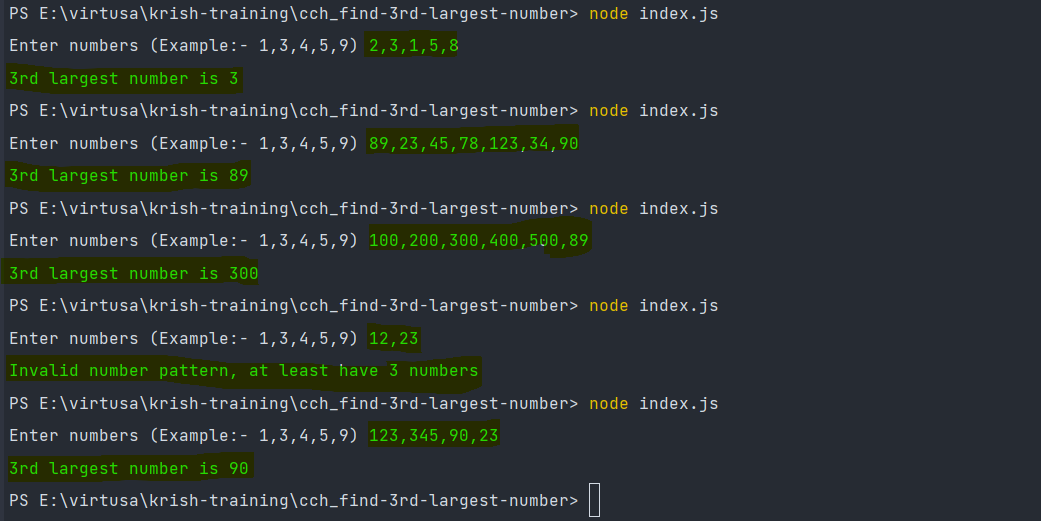 PS E:\virtusa\krish-training\cch_find-3rd-largest-number> node index.js
Enter numbers (Example:- 1,3,4,5,9) 2,3,1,5,8
3rd largest number is 3
PS E:\virtusa\krish-training\cch_find-3rd-largest-number> node index.js
Enter numbers (Example:- 1,3,4,5,9) 89,23,45,78,123,34,90
3rd largest number is 89
PS E:\virtusa\krish-training\cch_find-3rd-largest-number> node index.js
Enter numbers (Example:- 1,3,4,5,9) 100,200,300,400,500,89
3rd largest number is 300
PS E:\virtusa\krish-training\cch_find-3rd-largest-number> node index.js
Enter numbers (Example:- 1,3,4,5,9) 12,23
Invalid number pattern, at least have 3 numbers
PS E:\virtusa\krish-training\cch_find-3rd-largest-number> node index.js
Enter numbers (Example:- 1,3,4,5,9) 123,345,90,23
3rd largest number is 90
PS E:\virtusa\krish-training\cch_find-3rd-largest-number>